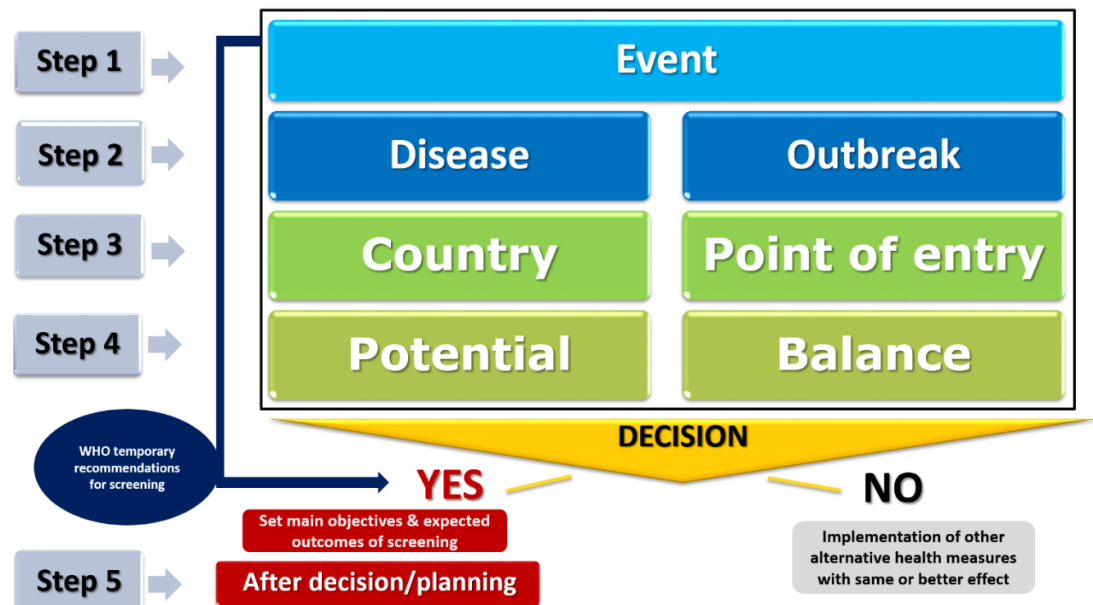 Step 1
Event
Step 2
Disease
Outbreak
Step 3
Country
Point of entry
Step 4
Potential
Balance
DECISION
WHO temporary
recommendations
for screening
YES
NO
Set main objectives & expected
outcomes of screening
Implementation of other
alternative health measures
with same or better effect
Step 5
After decision/planning